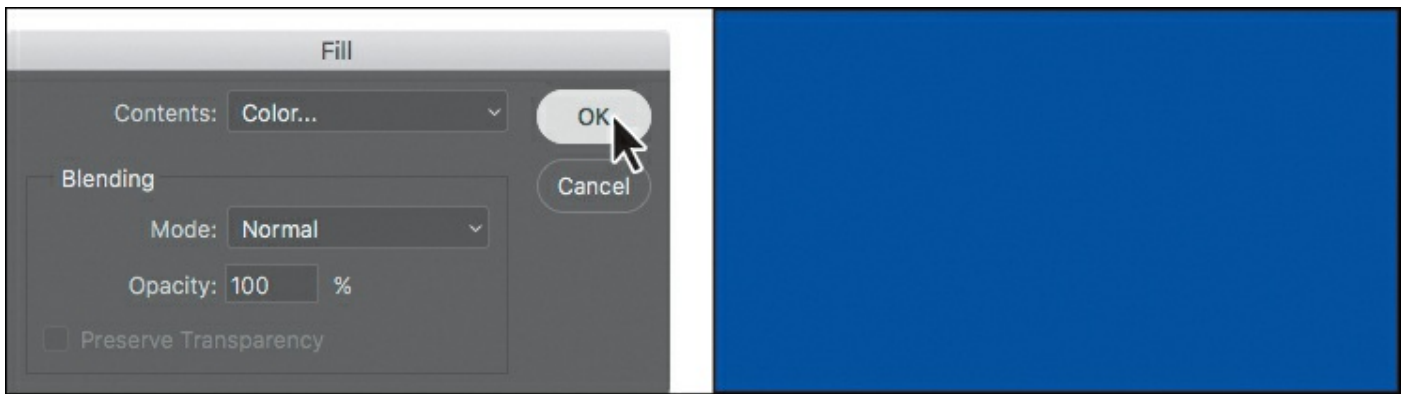 Fill
Contents: Color...
OK
Blending
Cancel
Mode: Normal
Opacity: 100 %
Preserve Transparency